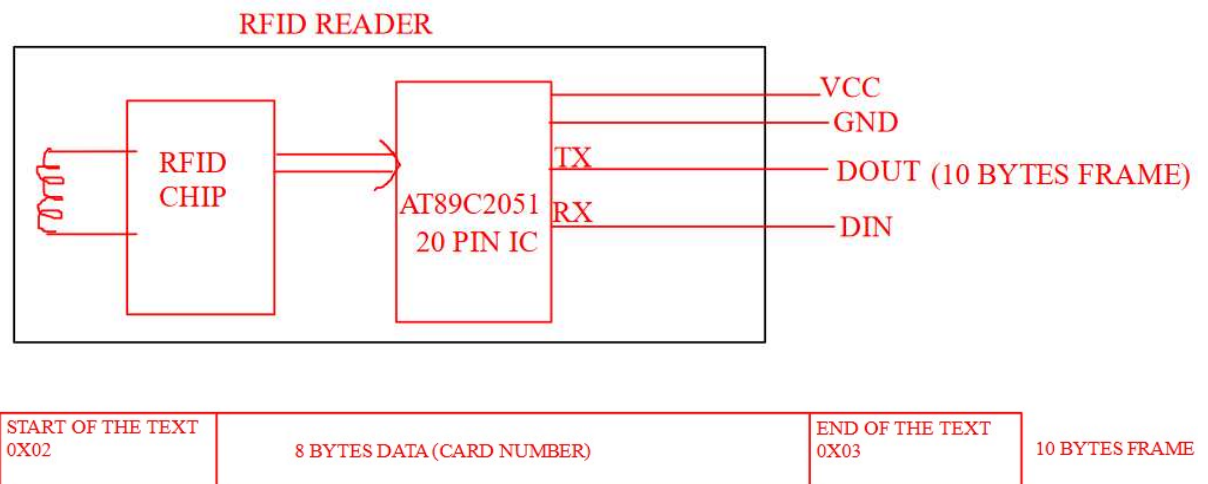 RFID READER
RFID
CHIP
AT89C2051
20 PIN IC
TX
RX
VCC
GND
DOUT (10 BYTES FRAME)
DIN
START OF THE TEXT
0X02
8 BYTES DATA (CARD NUMBER)
END OF THE TEXT
0X03
10 BYTES FRAME